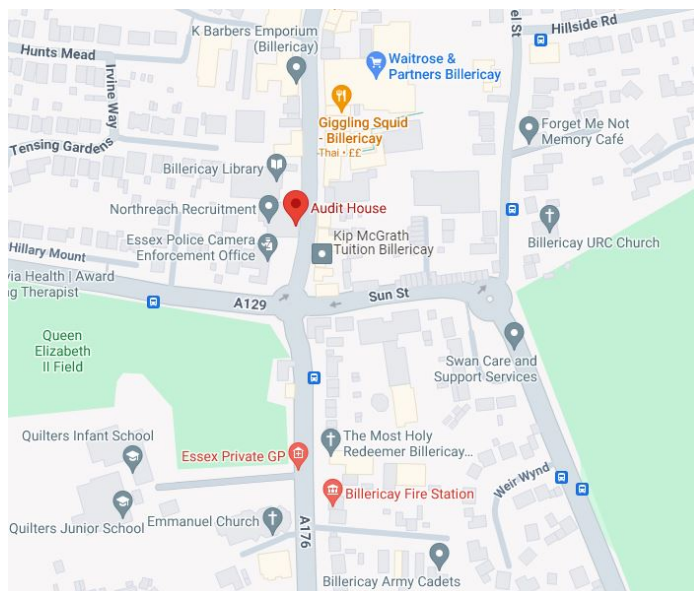 el St
Hillside Rd
K Barbers Emporium
(Billericay)
Hunts Mead
Waitrose &
Partners Billericay
Irvine Way
Giggling Squid
- Billericay
Thai · ££
Forget Me Not
Memory Café
Tensing Gardens
Billericay Library
Northreach Recruitment
Audit House
Essex Police Camera
Enforcement Office
Kip McGrath
Tuition Billericay
Billericay URC Church
Hillary Mount
via Health | Award
g Therapist
A129
Sun St
Queen
Elizabeth
II Field
Swan Care and
Support Services
Quilters Infant School
Essex Private GP
The Most Holy
Redeemer Billericay...
Weir Wynd
Billericay Fire Station
Quilters Junior School
Emmanuel Church
A176
Billericay Army Cadets